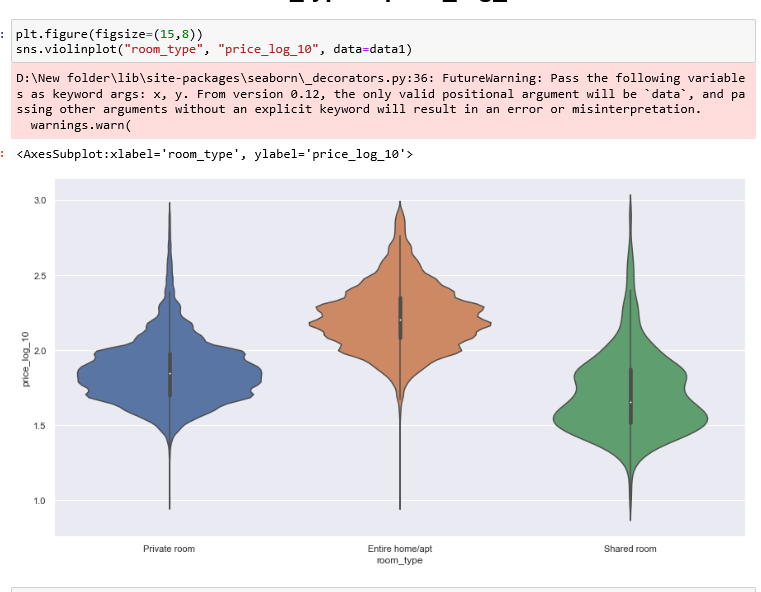 plt.figure(figsize=(15,8))
sns.violinplot("room_type", "price_log_10", data=data1)
D:\New folder\lib\site-packages\seaborn\_decorators.py:36: FutureWarning: Pass the following variable
s as keyword args: x, y. From version 0.12, the only valid positional argument will be `data`, and pa
ssing other arguments without an explicit keyword will result in an error or misinterpretation.
warnings.warn(
<AxesSubplot:xlabel='room_type', ylabel='price_log_10'>
3.0
2.5
2.0
1.5
1.0
price_log_10
Private room
Entire home/apt
Shared room
room_type